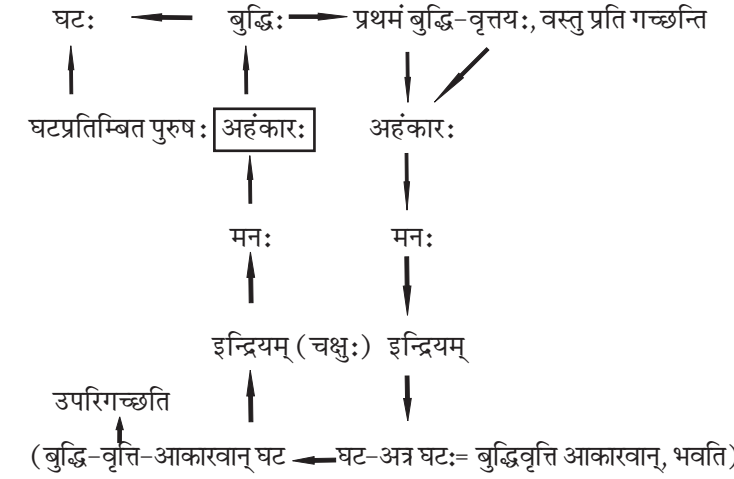 घट: बुद्धि: प्रथमं बुद्धि-वृत्तय:, वस्तु प्रति गच्छन्ति
घटप्रतिम्बित पुरुष: अहंकार: अहंकार:
मन: मन:
इन्द्रियम् (चक्षु:) इन्द्रियम्
उपरिगच्छति
(बुद्धि-वृत्ति-आकारवान् घट घट-अत्र घट:= बुद्धिवृत्ति आकारवान्, भवति)